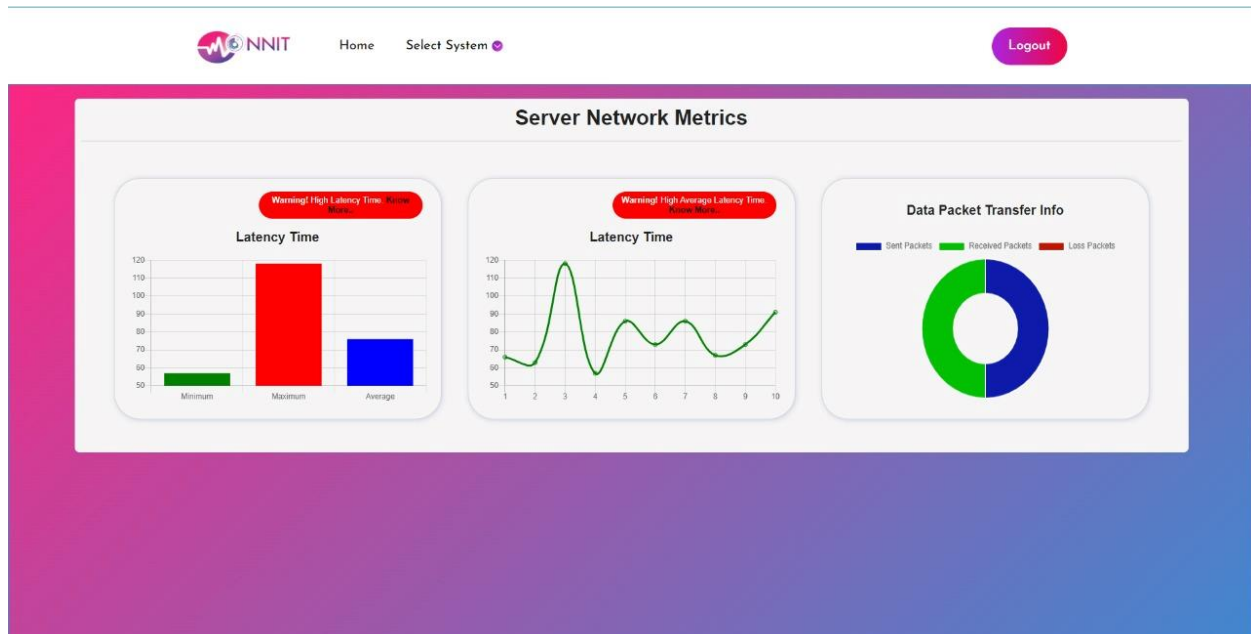 MONNIT
Home
Select System
Logout
Server Network Metrics
Warning! High Latency Time. Know
More..
Latency Time
120
110
100
90
80
70
60
50
Minimum
Maximum
Average
Warning! High Average Latency Time.
Know More..
Latency Time
120
110
100
90
80
70
60
50
1
2
3
4
5
6
7
8
9
10
Data Packet Transfer Info
Sent Packets
Received Packets
Loss Packets